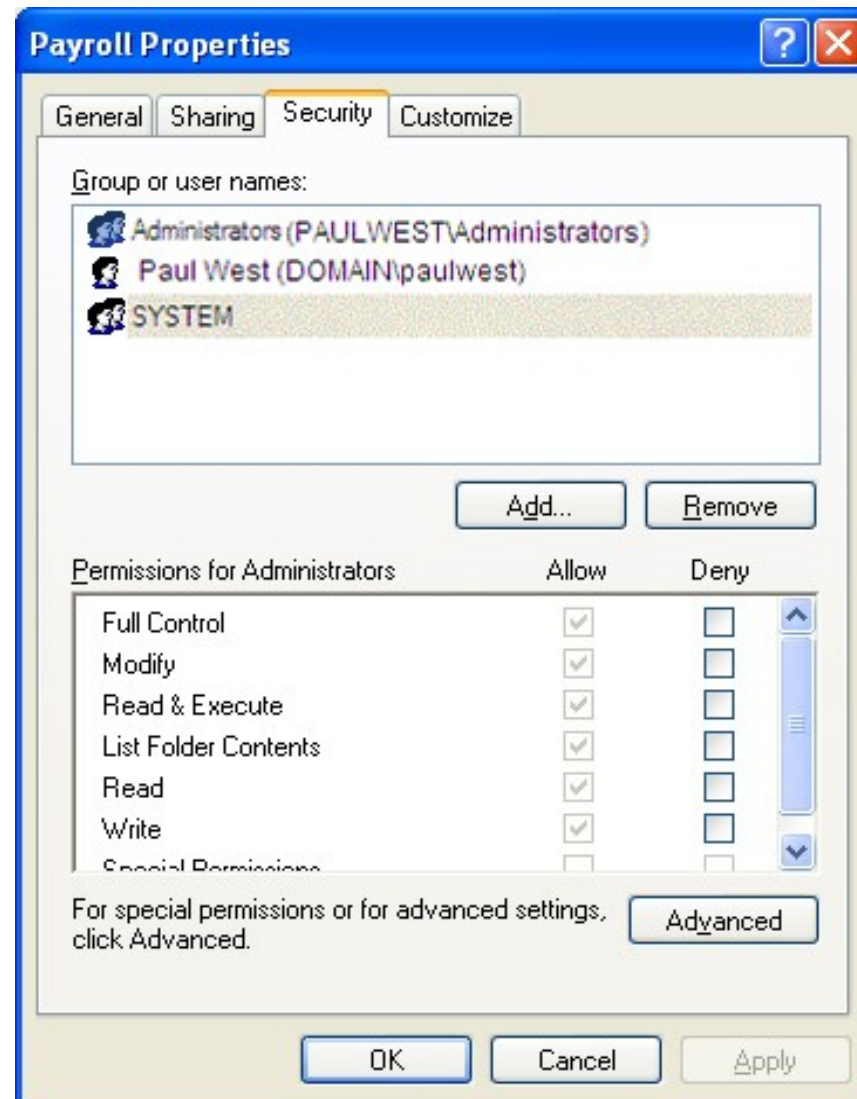 Payroll Properties
General Sharing Security Customize
Group or user names:
Administrators (PAULWEST\Administrators)
Paul West (DOMAIN\paulwest)
SYSTEM
Add... Remove
Permissions for Administrators Allow Deny
Full Control
Modify
Read & Execute
List Folder Contents
Read
Write
Special Permissions
For special permissions or for advanced settings, click Advanced.
Advanced
OK Cancel Apply